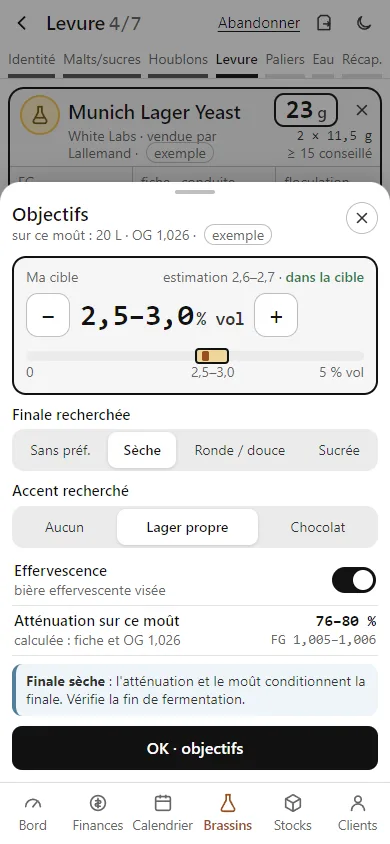 Levure 4/7
Abandonner
Identité Malts/sucres Houblons Levure Paliers Eau Récap.
Munich Lager Yeast
23 g
White Labs · vendue par
2 x 11,5 g
Lallemand · exemple
≥ 15 conseillé
Objectifs
sur ce moût : 20 L · OG 1,026 · exemple
Ma cible
estimation 2,6–2,7 · dans la cible
− 2,5–3,0% vol +
0 2,5–3,0 5 % vol
Finale recherchée
Sans préf. Sèche Ronde / douce Sucrée
Accent recherché
Aucun Lager propre Chocolat
Effervescence
bière effervescente visée
Atténuation sur ce moût
76–80 %
calculée : fiche et OG 1,026
FG 1,005–1,006
Finale sèche : l'atténuation et le moût conditionnent la
finale. Vérifie la fin de fermentation.
OK · objectifs
Bord Finances Calendrier Brassins Stocks Clients